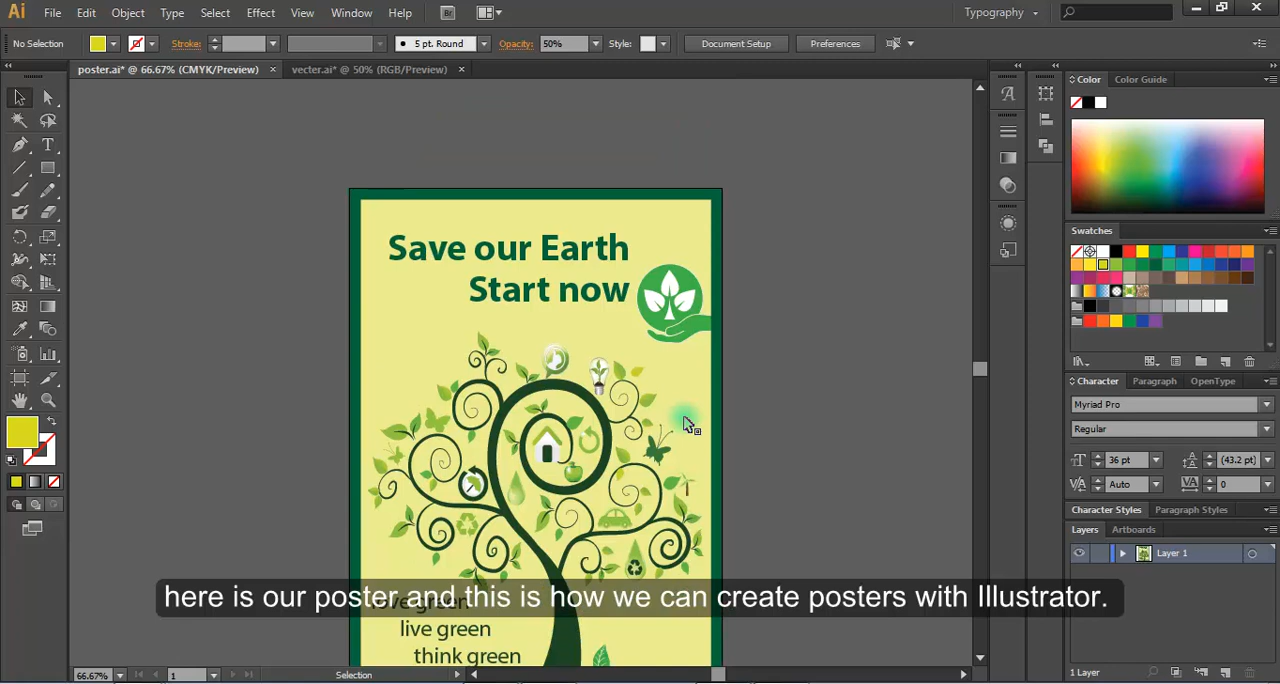 Ai File Edit Object Type Select Effect View Window Help Br Typography
No Selection Stroke: 5 pt. Round Opacity: 50% Style: Document Setup Preferences
poster.ai* @ 66.67% (CMYK/Preview) × vecter.ai* @ 50% (RGB/Preview) ×
Color Color Guide
Swatches
Save our Earth
Start now
Character Paragraph OpenType
Myriad Pro
Regular
36 pt (43.2 pt)
Auto 0
Character Styles Paragraph Styles
Layers Artboards
Layer 1
love green
here is our poster and this is how we can create posters with Illustrator.
live green
think green
66.67% 1 Selection
1 Layer